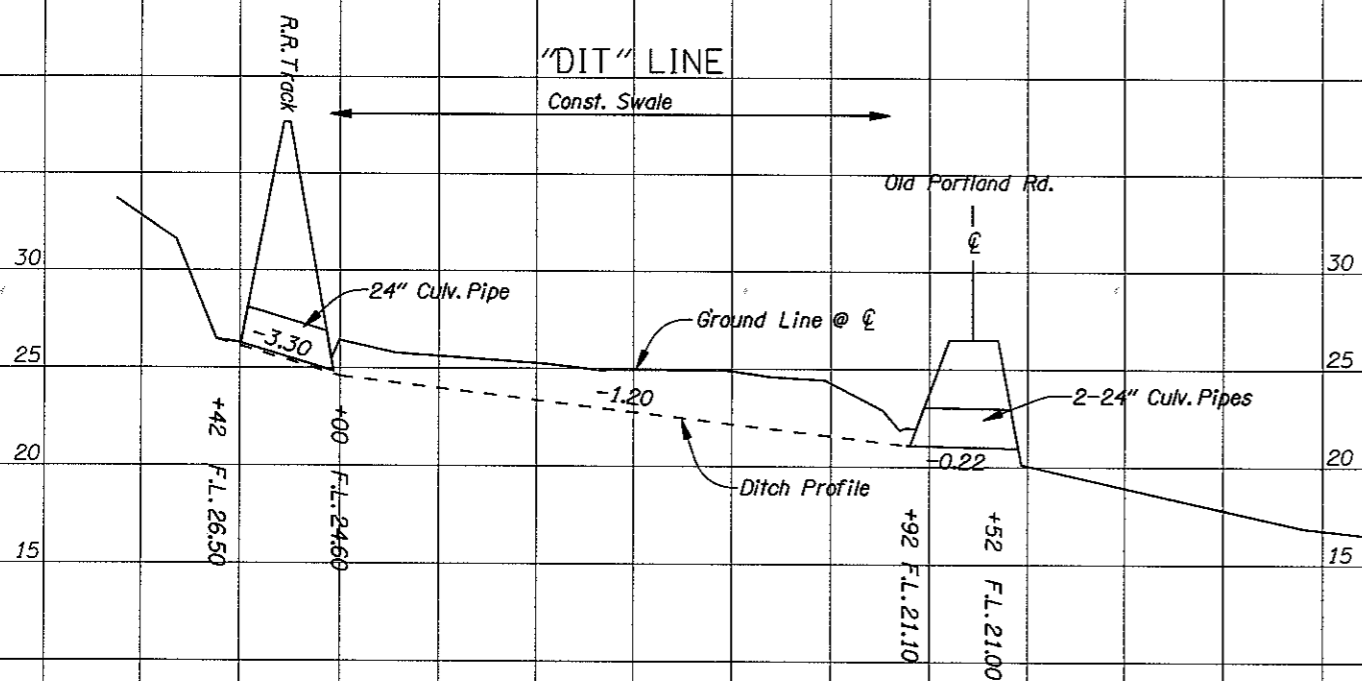 R.R. Track
"DIT" LINE
Const. Swale
Old Portland Rd.
℄
30
30
24" Culv. Pipe
Ground Line @ ℄
-3.30
25
25
-1.20
2-24" Culv. Pipes
20
20
-0.22
Ditch Profile
+42 F.L. 26.50
+00 F.L. 24.60
+92 F.L. 21.10
+52 F.L. 21.00
15
15